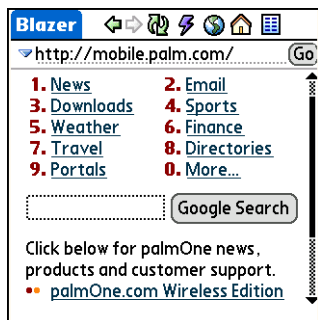 Blazer
http://mobile.palm.com/ Go
1. News 2. Email
3. Downloads 4. Sports
5. Weather 6. Finance
7. Travel 8. Directories
9. Portals 0. More...
Google Search
Click below for palmOne news,
products and customer support.
palmOne.com Wireless Edition